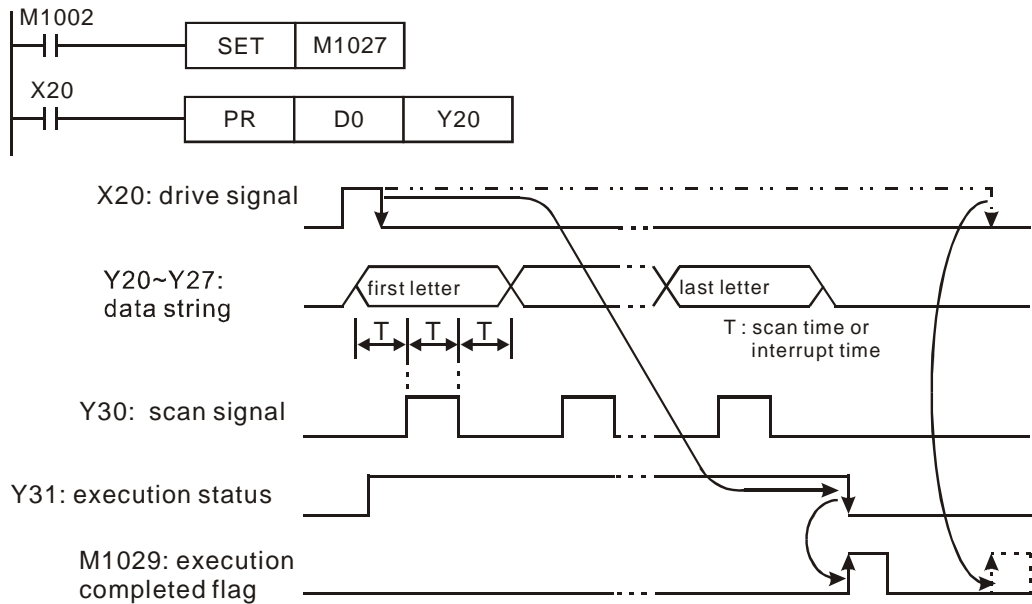 M1002
SET M1027
X20
PR D0 Y20
X20: drive signal
Y20~Y27:
data string
first letter
last letter
T T T
T : scan time or
interrupt time
Y30: scan signal
Y31: execution status
M1029: execution
completed flag